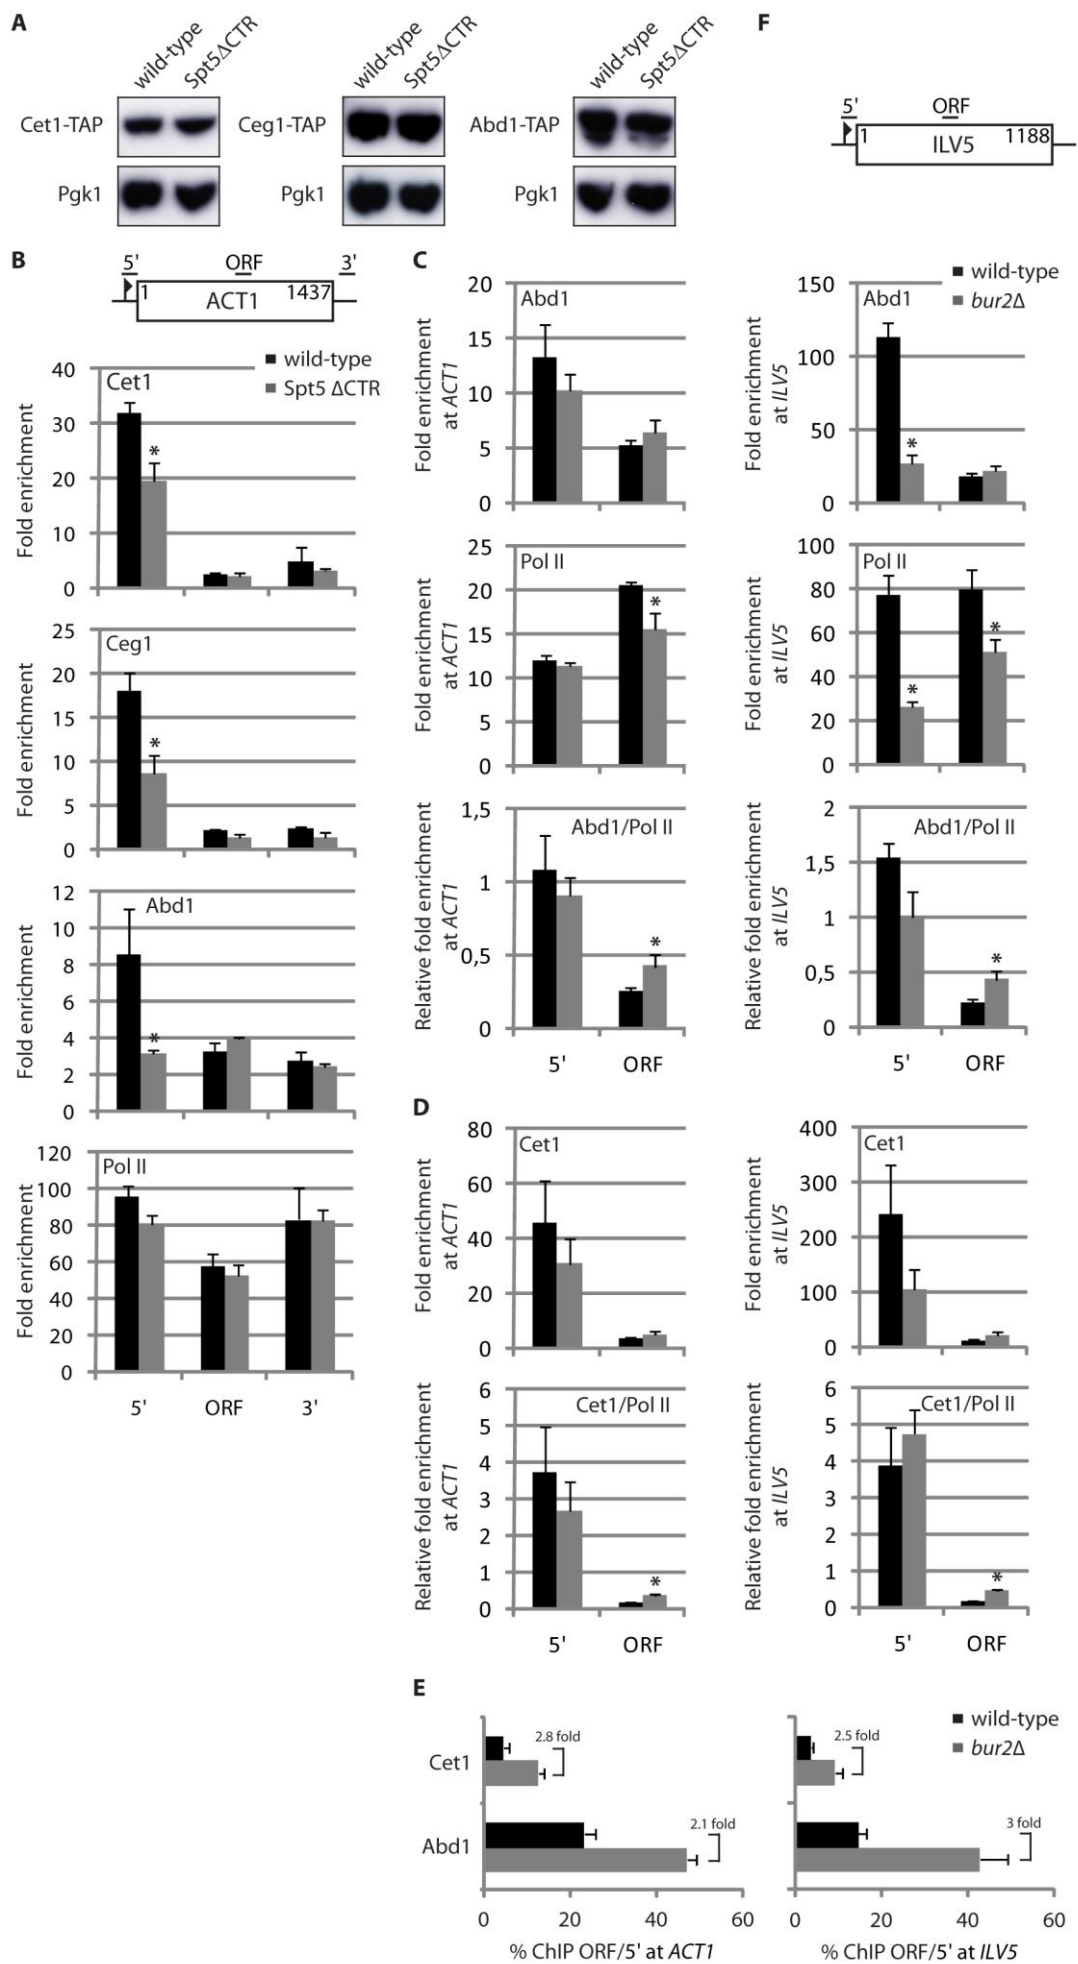 A
wild-type
Spt5ΔCTR
wild-type
Spt5ΔCTR
wild-type
Spt5ΔCTR
Cet1-TAP
Ceg1-TAP
Abd1-TAP
Pgk1
Pgk1
Pgk1
F
5'
ORF
1
1188
ILV5
B
5'
ORF
3'
1
1437
ACT1
wild-type
Spt5 ΔCTR
Fold enrichment
Cet1
40
30
20
10
0
*
Fold enrichment
Ceg1
25
20
15
10
5
0
*
Fold enrichment
Abd1
12
10
8
6
4
2
0
*
Fold enrichment
Pol II
120
100
80
60
40
20
0
5'
ORF
3'
C
Fold enrichment
at ACT1
Abd1
20
15
10
5
0
wild-type
bur2Δ
Fold enrichment
at ILV5
Abd1
150
100
50
0
*
Fold enrichment
at ACT1
Pol II
25
20
15
10
5
0
*
Fold enrichment
at ILV5
Pol II
100
80
60
40
20
0
*
*
Relative fold enrichment
at ACT1
Abd1/Pol II
1,5
1
0,5
0
*
5'
ORF
Relative fold enrichment
at ILV5
Abd1/Pol II
2
1,5
1
0,5
0
*
5'
ORF
D
Fold enrichment
at ACT1
Cet1
80
60
40
20
0
Fold enrichment
at ILV5
Cet1
400
300
200
100
0
Relative fold enrichment
at ACT1
Cet1/Pol II
6
5
4
3
2
1
0
*
5'
ORF
Relative fold enrichment
at ILV5
Cet1/Pol II
6
5
4
3
2
1
0
*
5'
ORF
E
wild-type
bur2Δ
Cet1
2.8 fold
2.5 fold
Abd1
2.1 fold
3 fold
0 20 40 60
% ChIP ORF/5' at ACT1
0 20 40 60
% ChIP ORF/5' at ILV5